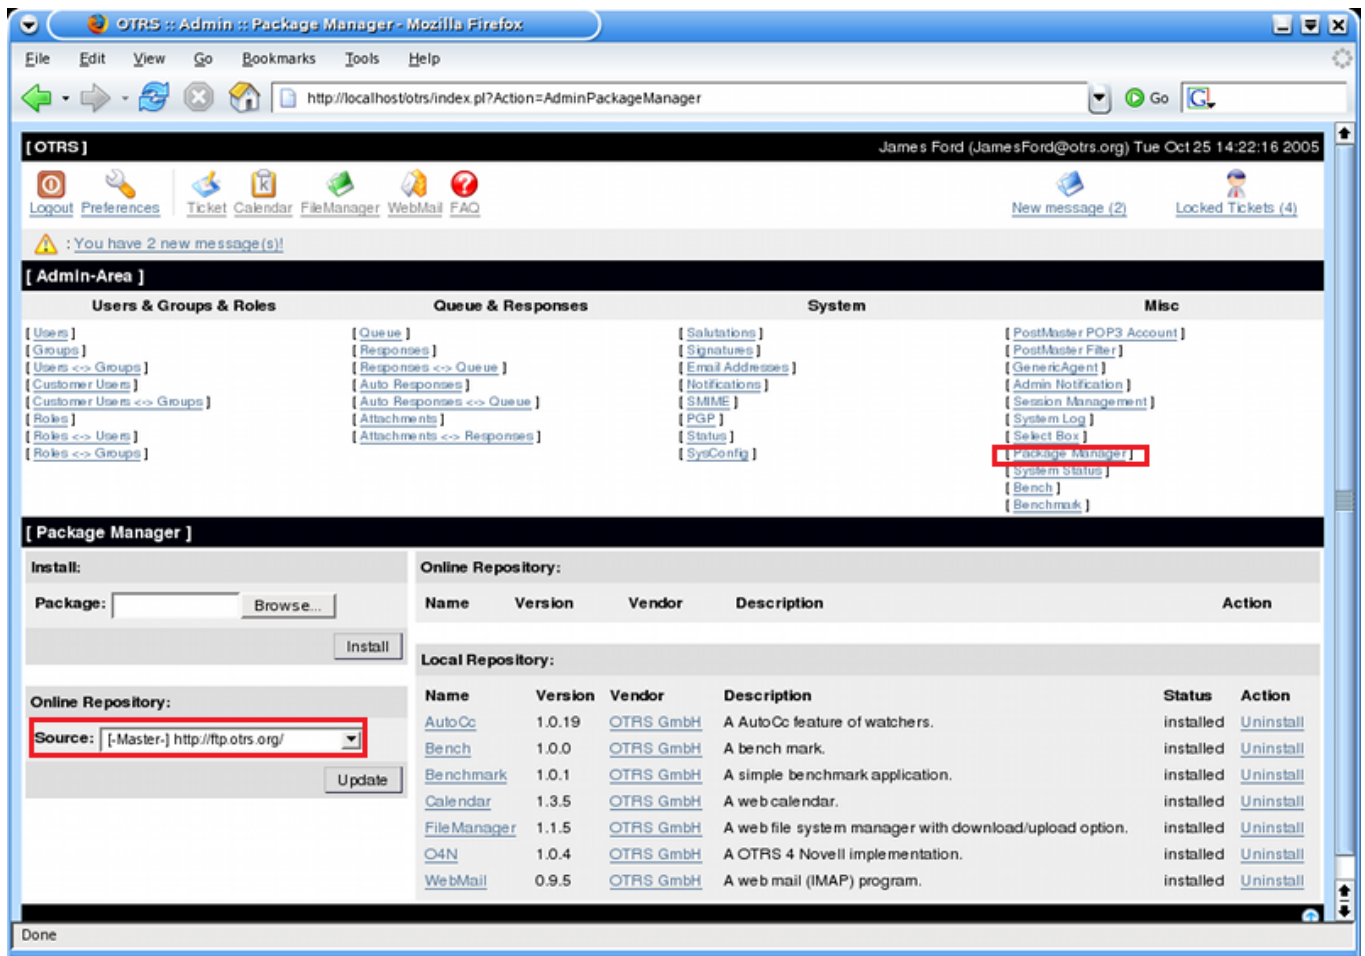 OTRS :: Admin :: Package Manager - Mozilla Firefox
File Edit View Go Bookmarks Tools Help
http://localhost/otrs/index.pl?Action=AdminPackageManager Go G
[ OTRS ] James Ford (JamesFord@otrs.org) Tue Oct 25 14:22:16 2005
Logout Preferences Ticket Calendar FileManager WebMail FAQ New message (2) Locked Tickets (4)
: You have 2 new message(s)!
[ Admin-Area ]
Users & Groups & Roles Queue & Responses System Misc
[ Users ] [ Queue ] [ Salutations ] [ PostMaster POP3 Account ]
[ Groups ] [ Responses ] [ Signatures ] [ PostMaster Filter ]
[ Users <-> Groups ] [ Responses <-> Queue ] [ Email Addresses ] [ GenericAgent ]
[ Customer Users ] [ Auto Responses ] [ Notifications ] [ Admin Notification ]
[ Customer Users <-> Groups ] [ Auto Responses <-> Queue ] [ SMIME ] [ Session Management ]
[ Roles ] [ Attachments ] [ PGP ] [ System Log ]
[ Roles <-> Users ] [ Attachments <-> Responses ] [ Status ] [ Select Box ]
[ Roles <-> Groups ] [ SysConfig ] [ Package Manager ]
[ System Status ]
[ Bench ]
[ Benchmark ]
[ Package Manager ]
Install:
Package: Browse...
Install
Online Repository:
Source: [-Master-] http://ftp.otrs.org/
Update
Online Repository:
Name Version Vendor Description Action
Local Repository:
Name Version Vendor Description Status Action
AutoCc 1.0.19 OTRS GmbH A AutoCc feature of watchers. installed Uninstall
Bench 1.0.0 OTRS GmbH A bench mark. installed Uninstall
Benchmark 1.0.1 OTRS GmbH A simple benchmark application. installed Uninstall
Calendar 1.3.5 OTRS GmbH A web calendar. installed Uninstall
FileManager 1.1.5 OTRS GmbH A web file system manager with download/upload option. installed Uninstall
O4N 1.0.4 OTRS GmbH A OTRS 4 Novell implementation. installed Uninstall
WebMail 0.9.5 OTRS GmbH A web mail (IMAP) program. installed Uninstall
Done